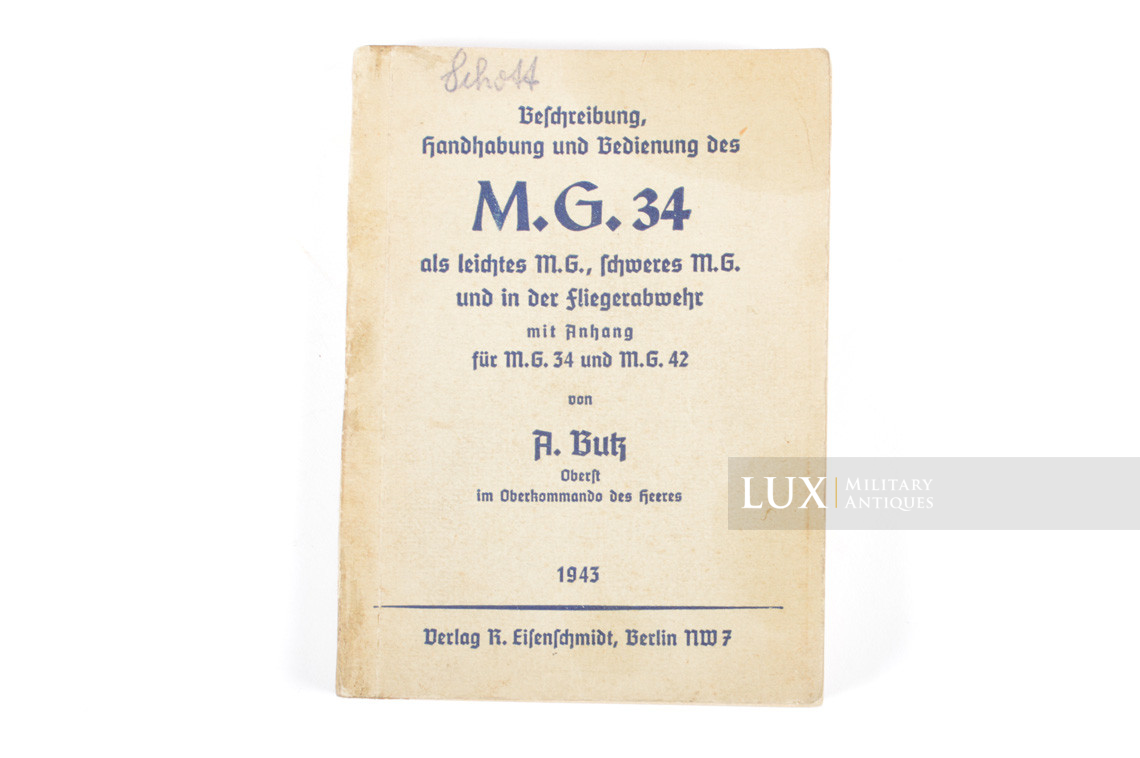 Schott
Beschreibung,
Handhabung und Bedienung des
M.G. 34
als leichtes M.G., schweres M.G.
und in der Fliegerabwehr
mit Anhang
für M.G. 34 und M.G. 42
von
A. Butz
Oberst
im Oberkommando des Heeres
1943
Verlag R. Eisenschmidt, Berlin NW 7
LUX MILITARY
ANTIQUES